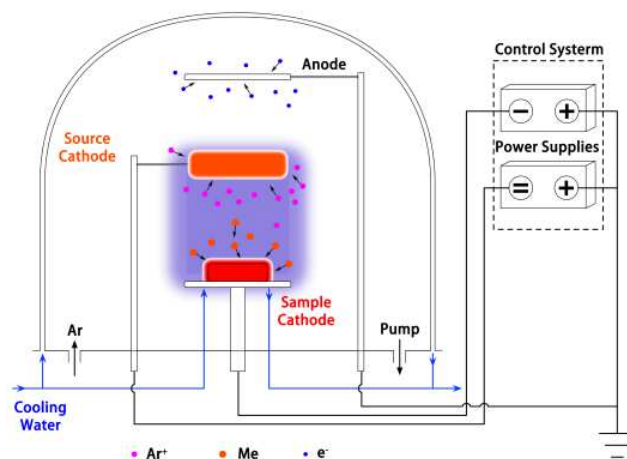 Control Systerm
Anode
Source
Cathode
Power Supplies
− +
= +
Sample
Cathode
Ar
Pump
Cooling
Water
Ar⁺ Me e⁻